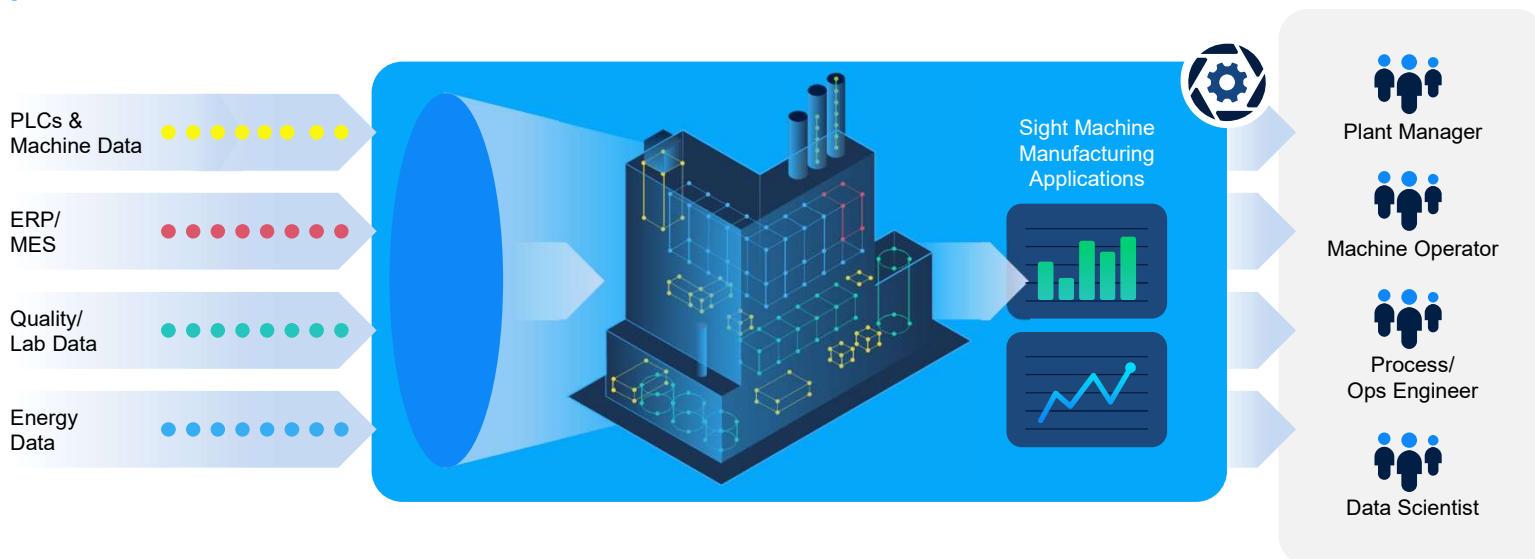 PLCs &
Machine Data
ERP/
MES
Quality/
Lab Data
Energy
Data
Sight Machine
Manufacturing
Applications
Plant Manager
Machine Operator
Process/
Ops Engineer
Data Scientist